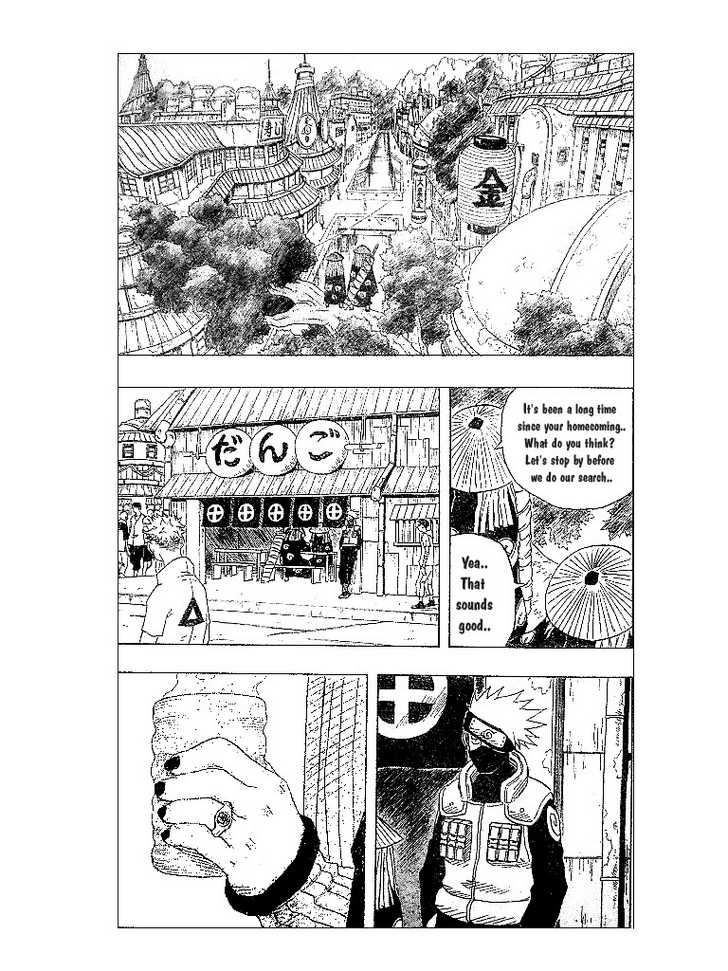 金
だんご
It's been a long time
since your homecoming..
What do you think?
Let's stop by before
we do our search..
Yea..
That
sounds
good..